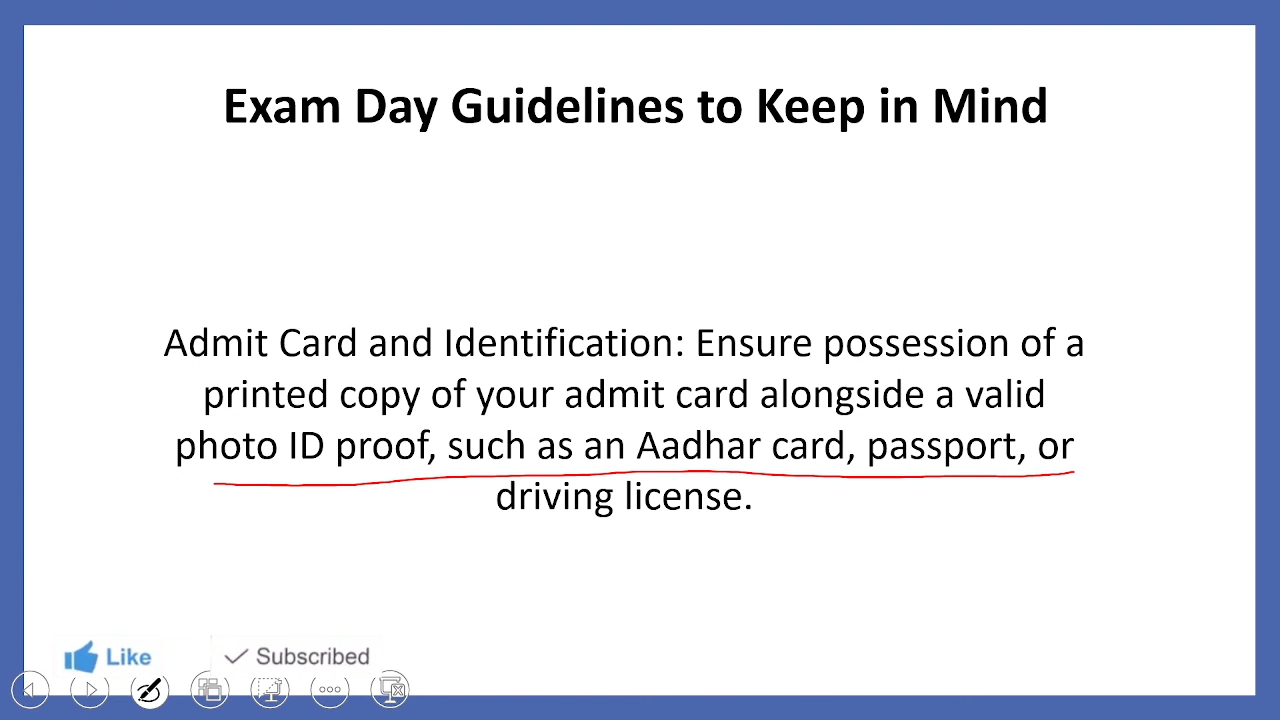 Exam Day Guidelines to Keep in Mind
Admit Card and Identification: Ensure possession of a
printed copy of your admit card alongside a valid
photo ID proof, such as an Aadhar card, passport, or
driving license.
Like
Subscribed